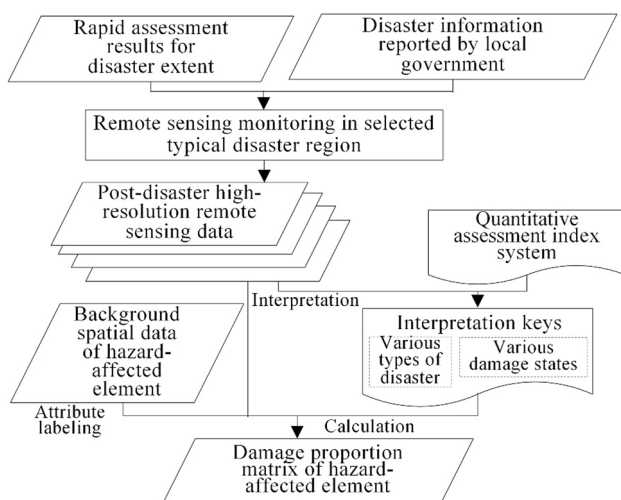 Rapid assessment
results for
disaster extent
Disaster information
reported by local
government
Remote sensing monitoring in selected
typical disaster region
Post-disaster high-
resolution remote
sensing data
Quantitative
assessment index
system
Interpretation
Background
spatial data
of hazard-
affected
element
Interpretation keys
Various
types of
disaster
Various
damage states
Attribute
labeling
Calculation
Damage proportion
matrix of hazard-
affected element